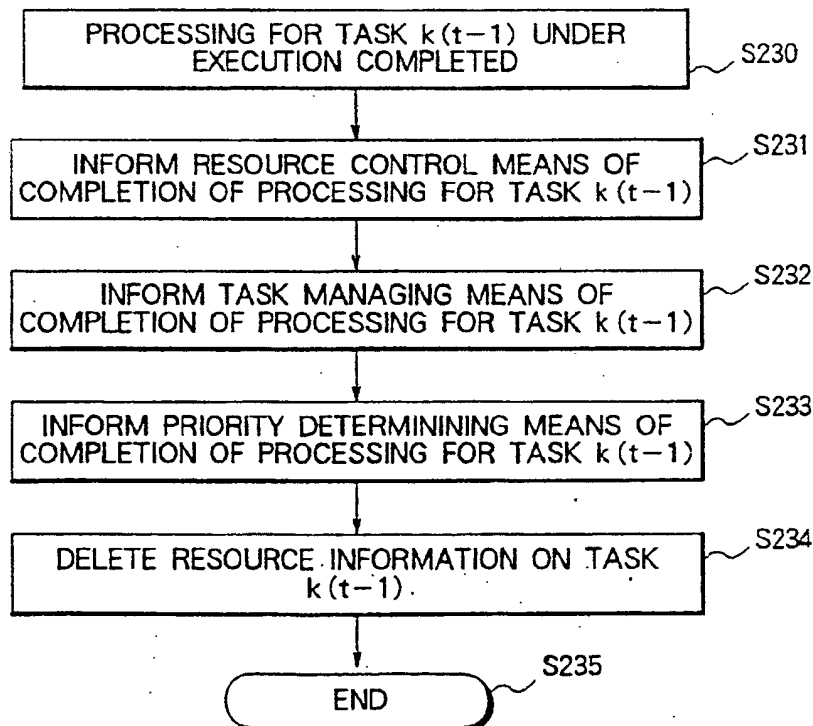 PROCESSING FOR TASK k(t-1) UNDER
EXECUTION COMPLETED
S230
INFORM RESOURCE CONTROL MEANS OF
COMPLETION OF PROCESSING FOR TASK k(t-1)
S231
INFORM TASK MANAGING MEANS OF
COMPLETION OF PROCESSING FOR TASK k(t-1)
S232
INFORM PRIORITY DETERMININING MEANS OF
COMPLETION OF PROCESSING FOR TASK k(t-1)
S233
DELETE RESOURCE INFORMATION ON TASK
k(t-1)
S234
END
S235